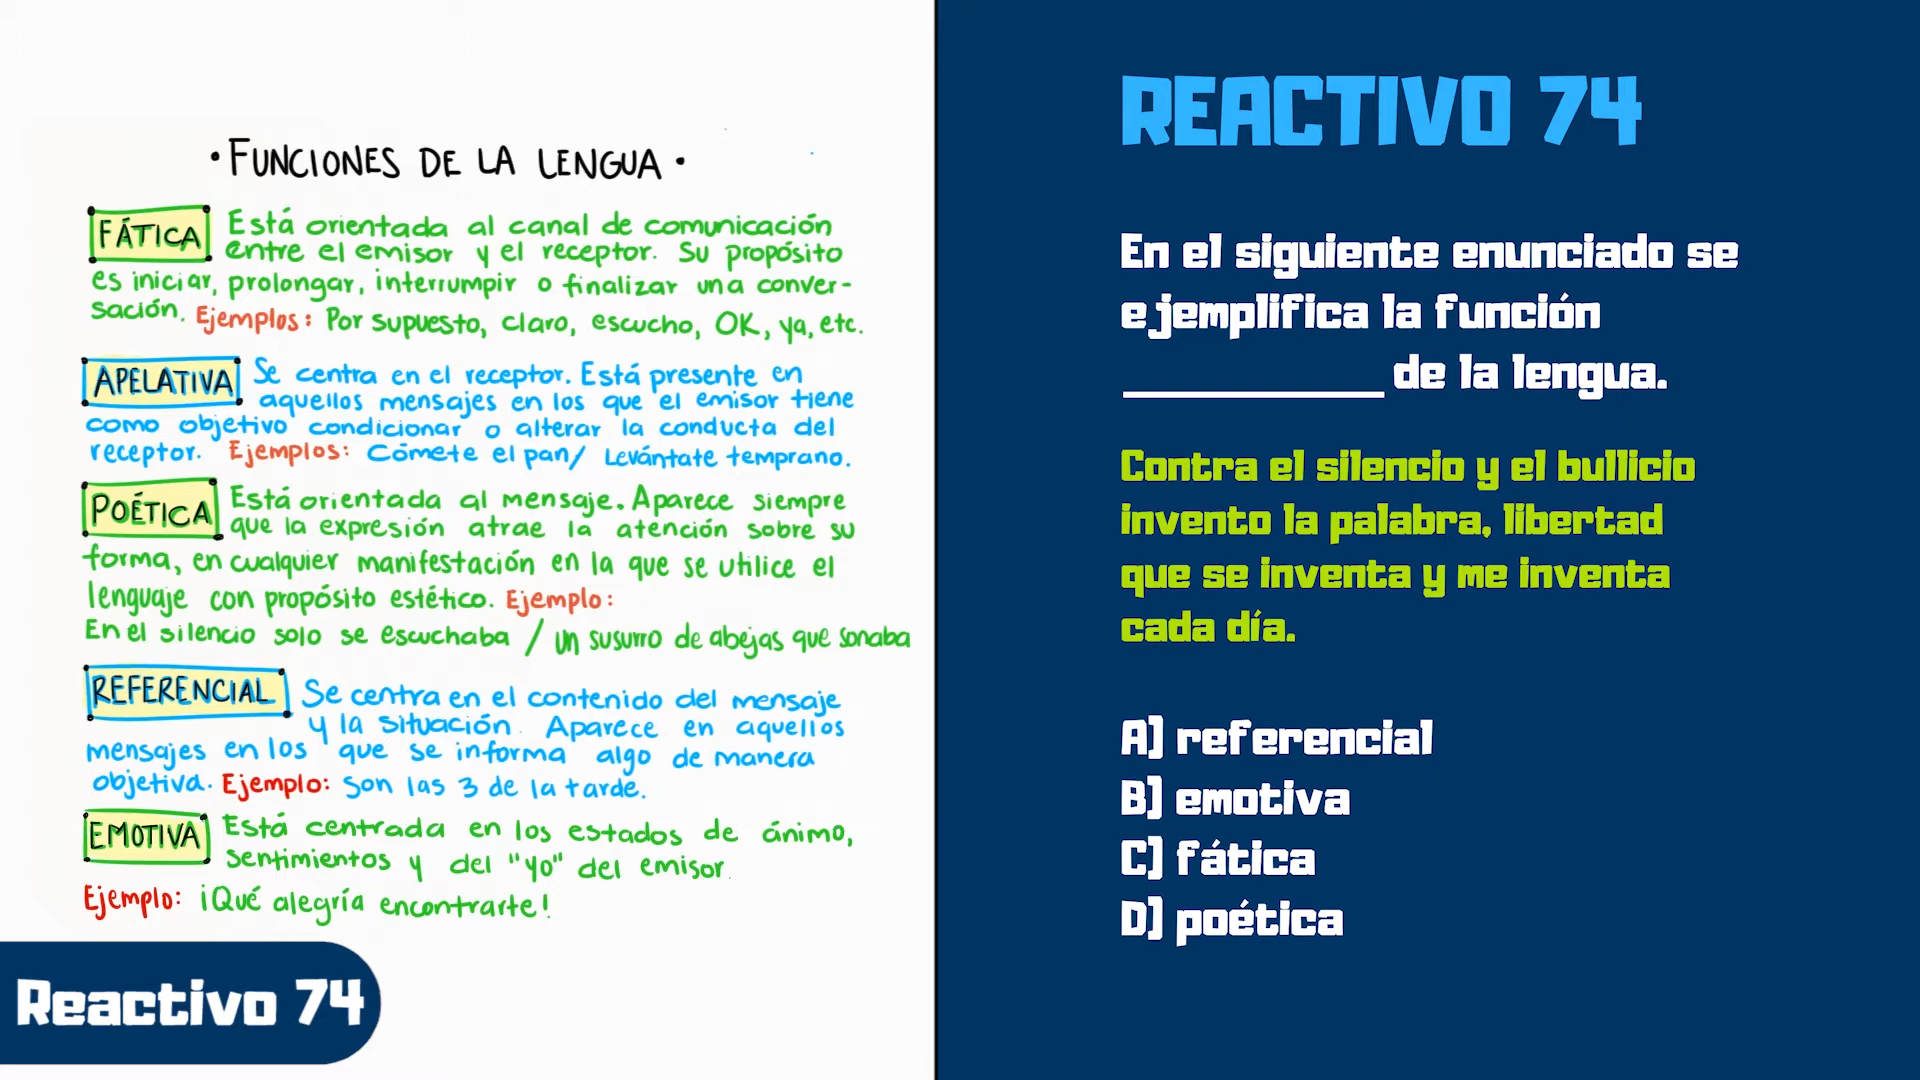 • FUNCIONES DE LA LENGUA •
FÁTICA Está orientada al canal de comunicación
entre el emisor y el receptor. Su propósito
es iniciar, prolongar, interrumpir o finalizar una conver-
sación. Ejemplos: Por supuesto, claro, escucho, OK, ya, etc.
APELATIVA Se centra en el receptor. Está presente en
aquellos mensajes en los que el emisor tiene
como objetivo condicionar o alterar la conducta del
receptor. Ejemplos: Cómete el pan/ Levántate temprano.
POÉTICA Está orientada al mensaje. Aparece siempre
que la expresión atrae la atención sobre su
forma, en cualquier manifestación en la que se utilice el
lenguaje con propósito estético. Ejemplo:
En el silencio solo se escuchaba / un susurro de abejas que sonaba
REFERENCIAL Se centra en el contenido del mensaje
y la situación. Aparece en aquellos
mensajes en los que se informa algo de manera
objetiva. Ejemplo: Son las 3 de la tarde.
EMOTIVA Está centrada en los estados de ánimo,
sentimientos y del "yo" del emisor.
Ejemplo: ¡Qué alegría encontrarte!
Reactivo 74
REACTIVO 74
En el siguiente enunciado se
ejemplifica la función
____________ de la lengua.
Contra el silencio y el bullicio
invento la palabra, libertad
que se inventa y me inventa
cada día.
A) referencial
B) emotiva
C) fática
D) poética